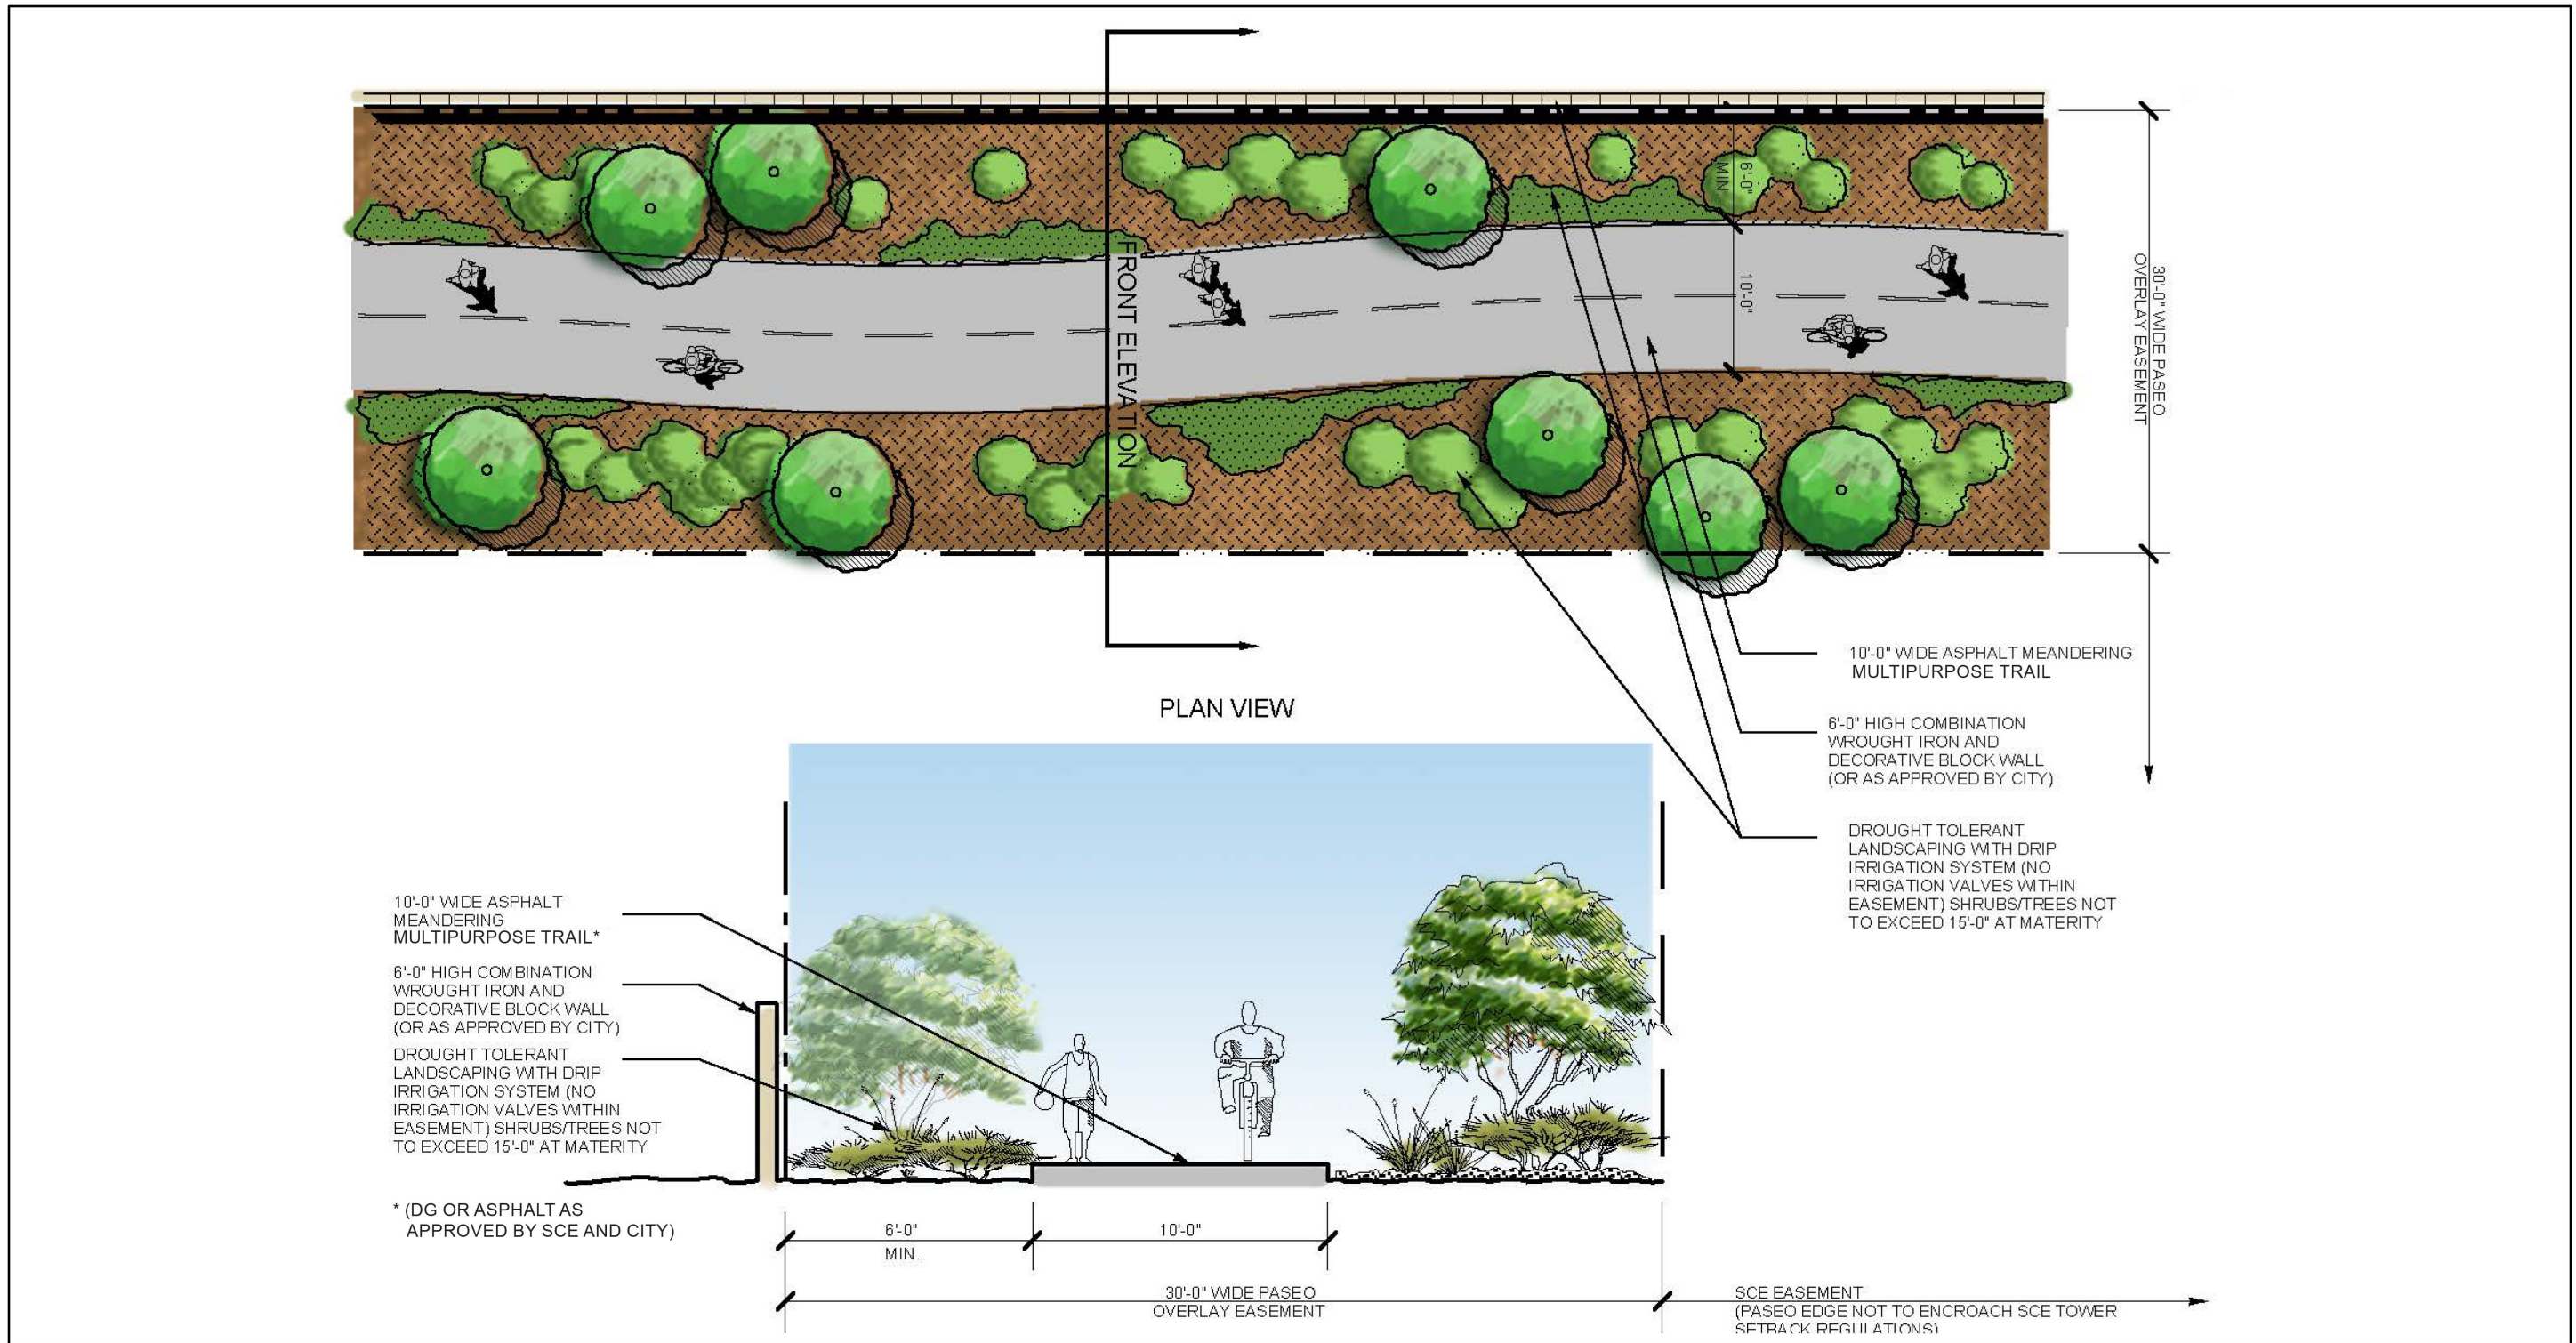 FRONT ELEVATION
6'-0"
MIN
10'-0"
30'-0" WIDE PASEO
OVERLAY EASEMENT
10'-0" WIDE ASPHALT MEANDERING
MULTIPURPOSE TRAIL
6'-0" HIGH COMBINATION
WROUGHT IRON AND
DECORATIVE BLOCK WALL
(OR AS APPROVED BY CITY)
DROUGHT TOLERANT
LANDSCAPING WITH DRIP
IRRIGATION SYSTEM (NO
IRRIGATION VALVES WITHIN
EASEMENT) SHRUBS/TREES NOT
TO EXCEED 15'-0" AT MATERITY
PLAN VIEW
10'-0" WIDE ASPHALT
MEANDERING
MULTIPURPOSE TRAIL*
6'-0" HIGH COMBINATION
WROUGHT IRON AND
DECORATIVE BLOCK WALL
(OR AS APPROVED BY CITY)
DROUGHT TOLERANT
LANDSCAPING WITH DRIP
IRRIGATION SYSTEM (NO
IRRIGATION VALVES WITHIN
EASEMENT) SHRUBS/TREES NOT
TO EXCEED 15'-0" AT MATERITY
* (DG OR ASPHALT AS
APPROVED BY SCE AND CITY)
6'-0"
MIN.
10'-0"
30'-0" WIDE PASEO
OVERLAY EASEMENT
SCE EASEMENT
(PASEO EDGE NOT TO ENCROACH SCE TOWER
SETBACK REGULATIONS)